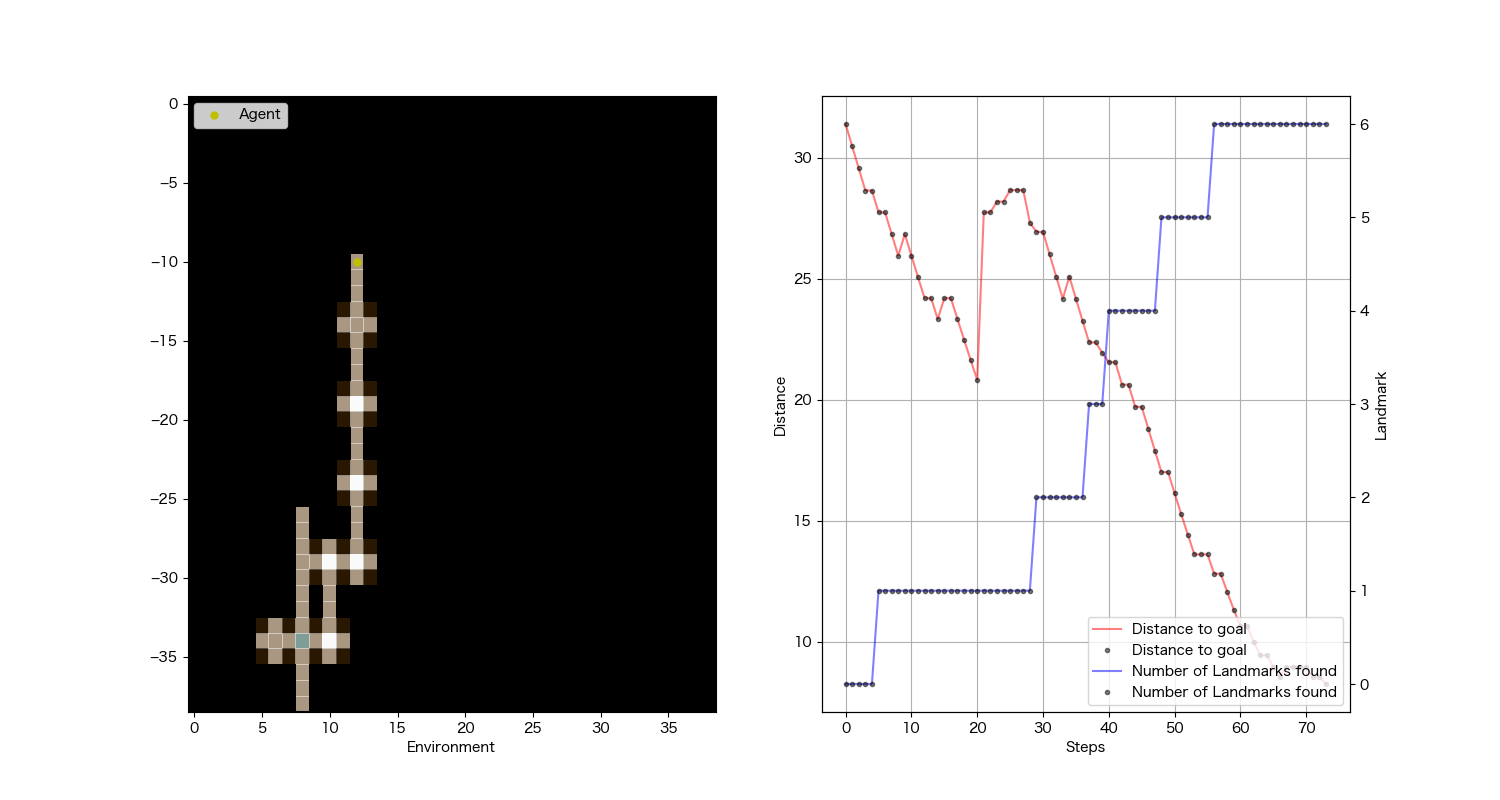 Agent
0
−5
−10
−15
−20
−25
−30
−35
0 5 10 15 20 25 30 35
Environment
30
25
20
15
10
Distance
6
5
4
3
2
1
0
Landmark
Distance to goal
Distance to goal
Number of Landmarks found
Number of Landmarks found
0 10 20 30 40 50 60 70
Steps